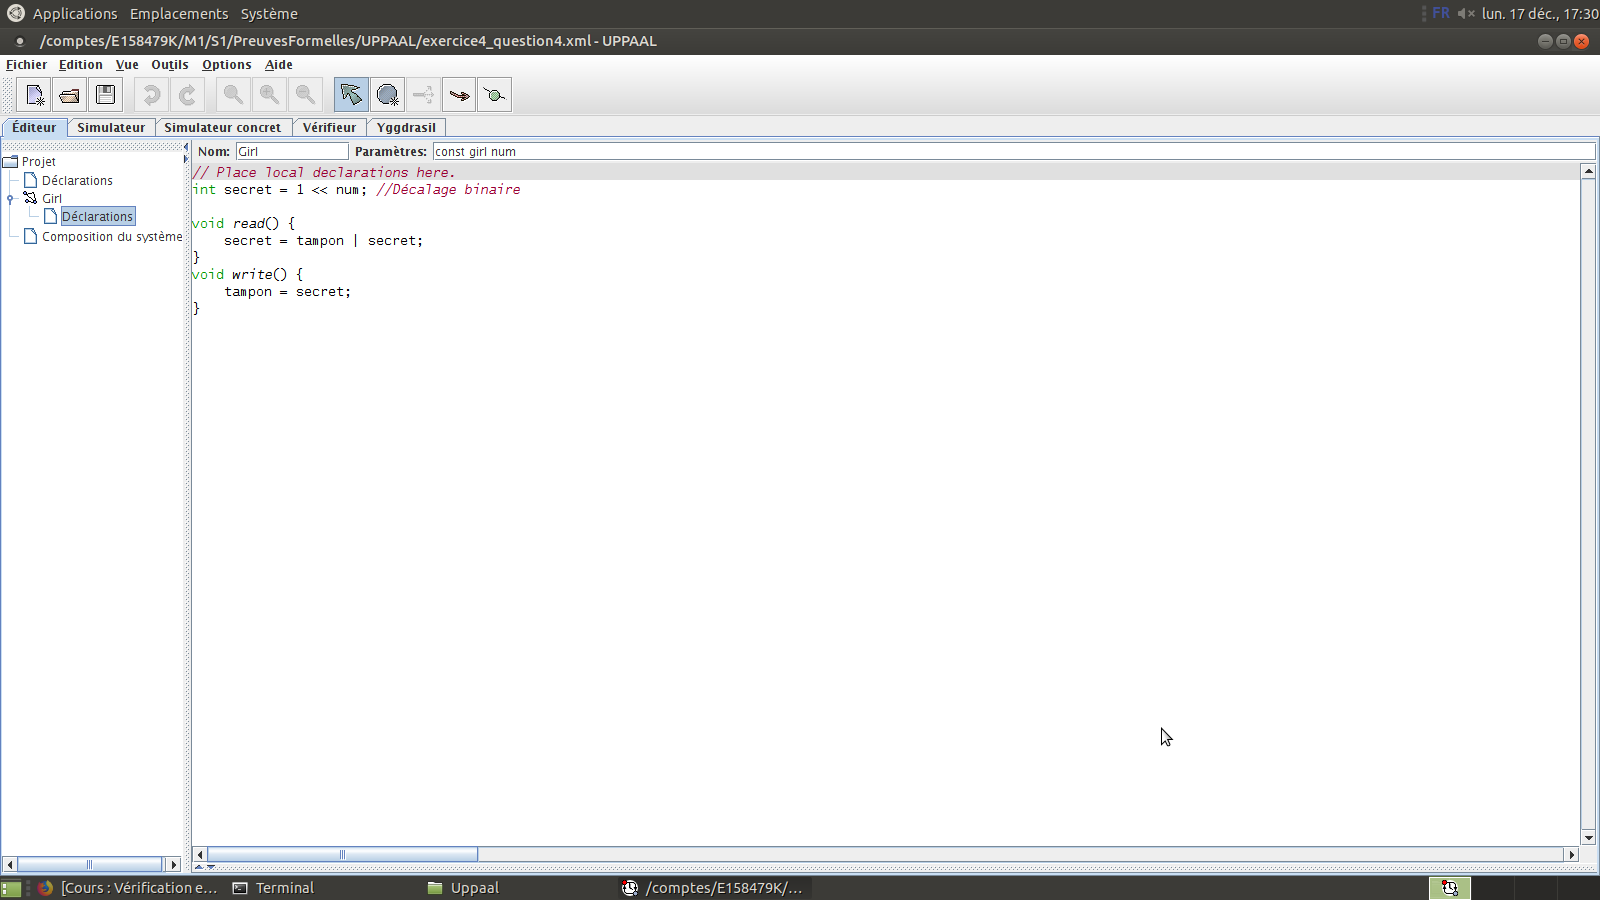 Applications Emplacements Système FR lun. 17 déc., 17:30
/comptes/E158479K/M1/S1/PreuvesFormelles/UPPAAL/exercice4_question4.xml - UPPAAL
Fichier Edition Vue Outils Options Aide
Éditeur Simulateur Simulateur concret Vérifieur Yggdrasil
Nom: Girl Paramètres: const girl num
Projet
Déclarations
Girl
Déclarations
Composition du système
// Place local declarations here.
int secret = 1 << num; //Décalage binaire
void read() {
secret = tampon | secret;
}
void write() {
tampon = secret;
}
[Cours : Vérification e... Terminal Uppaal /comptes/E158479K/...